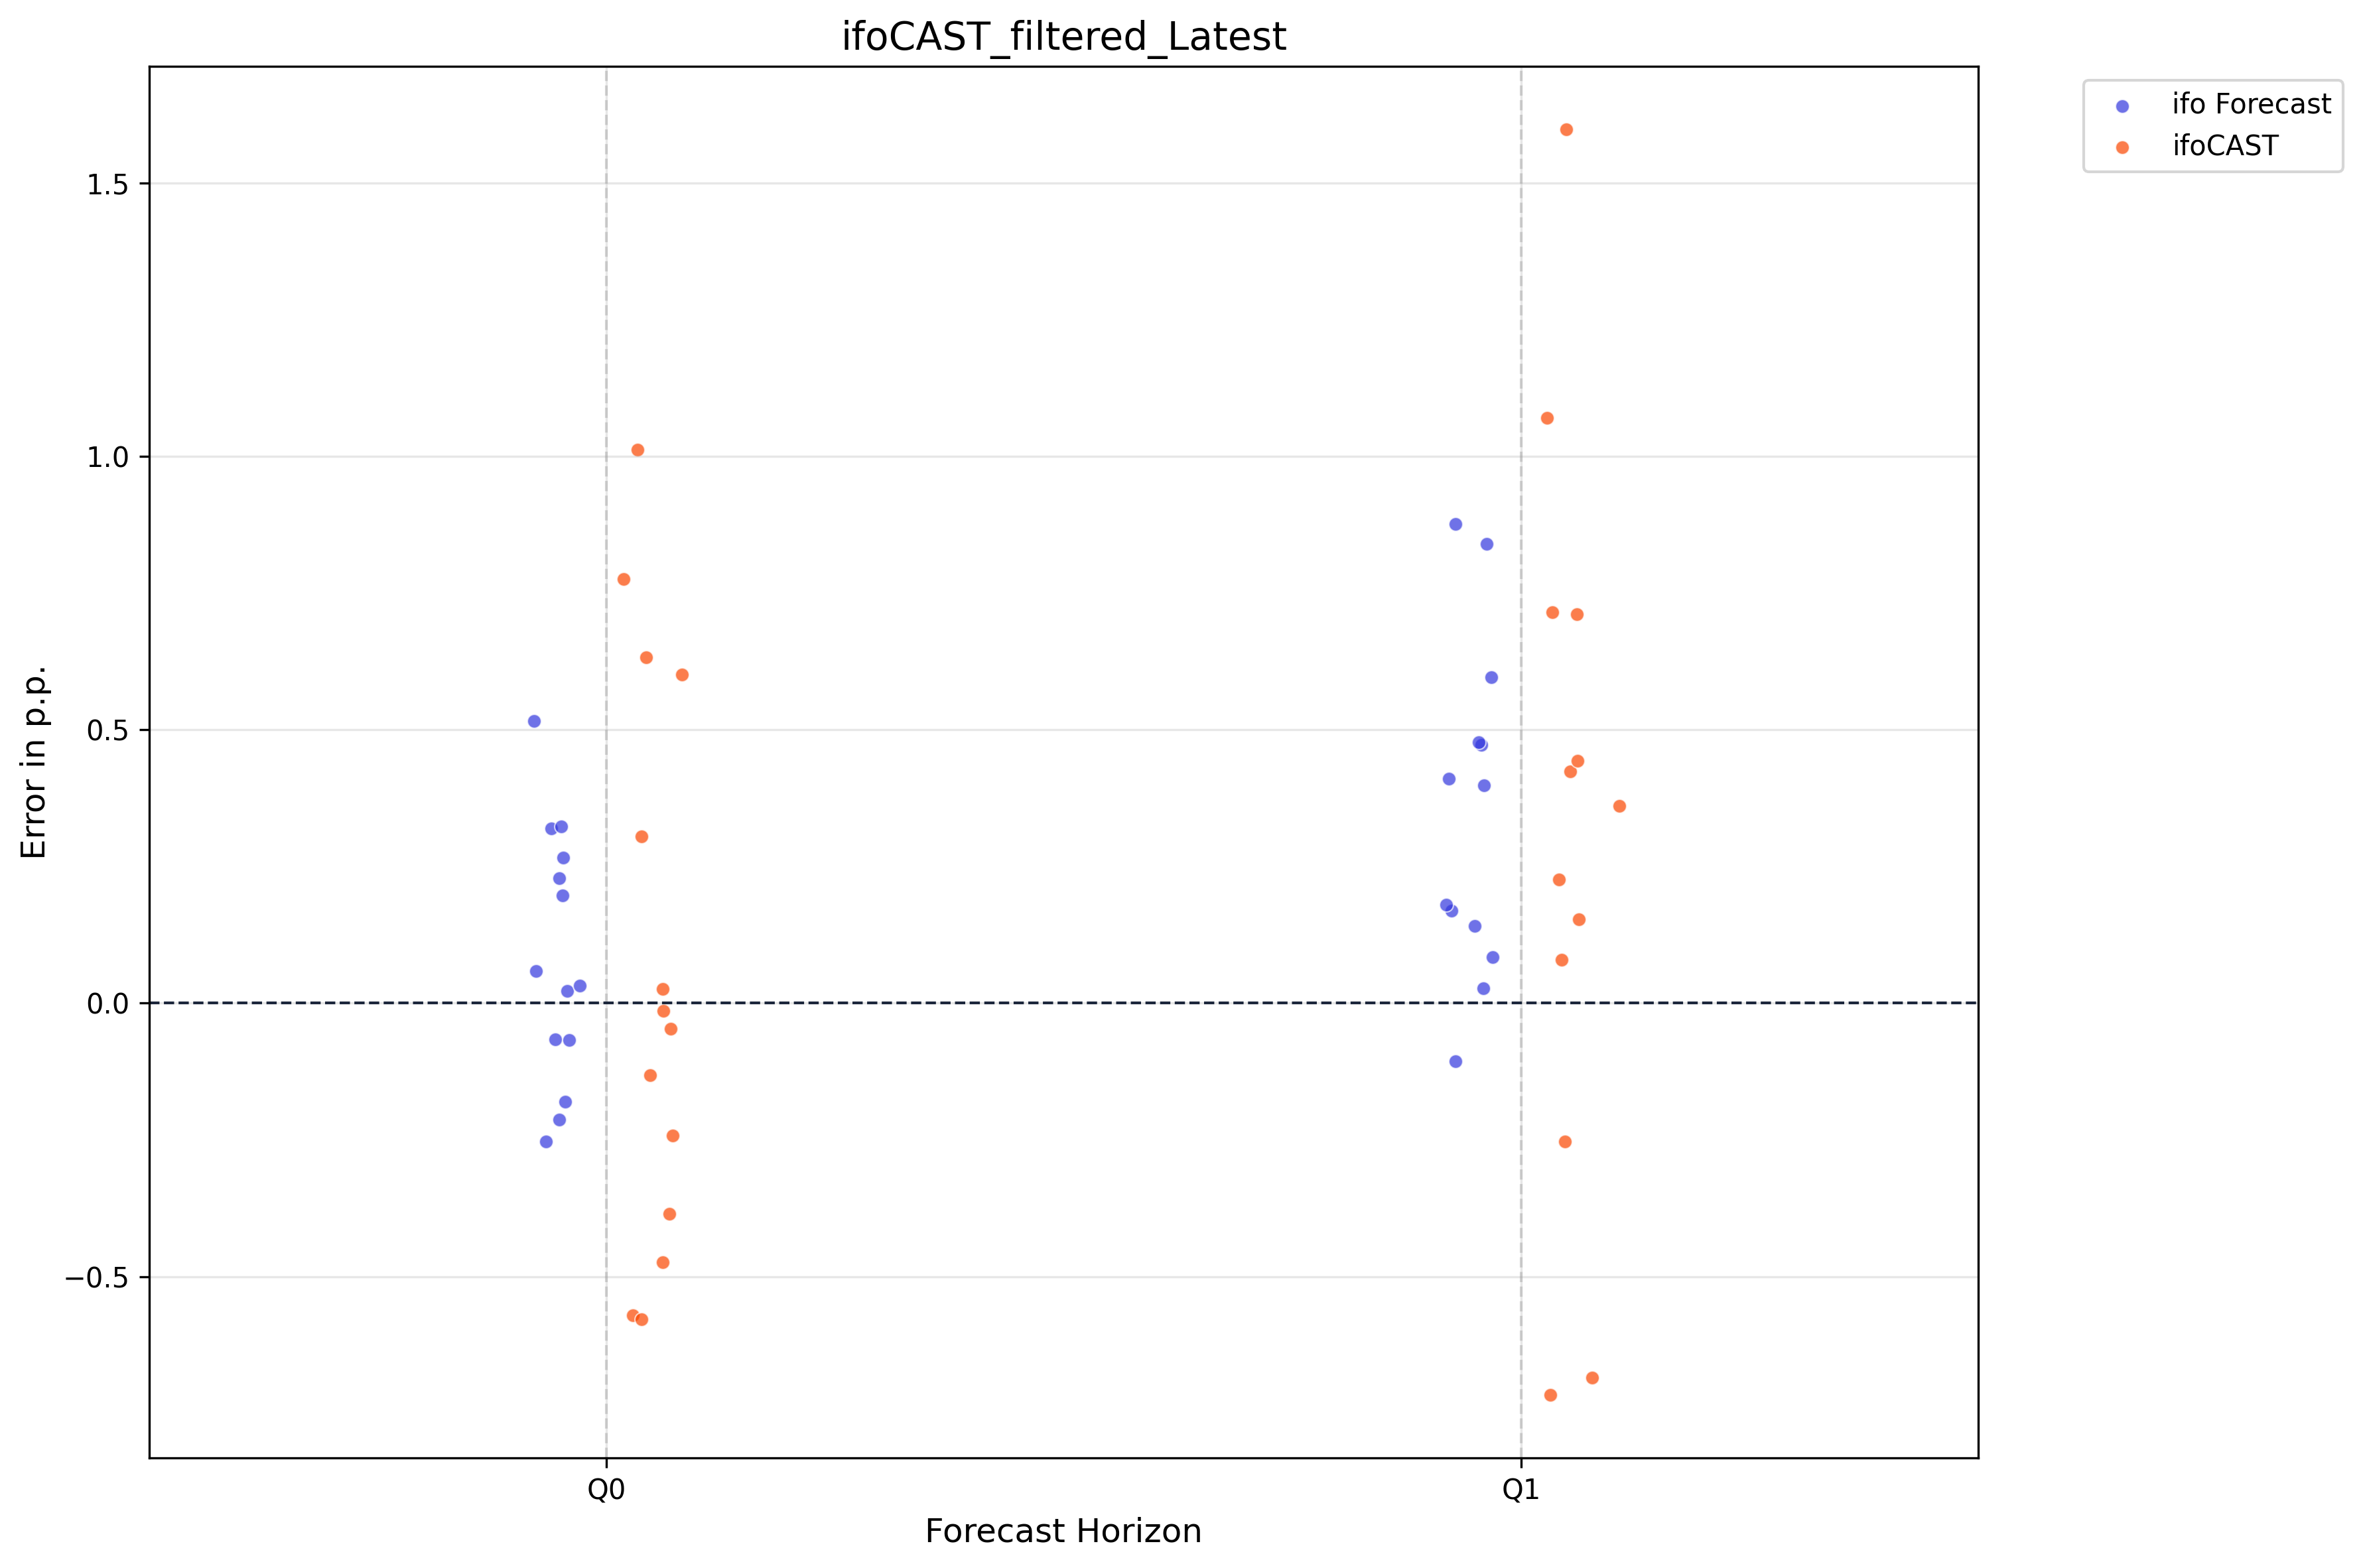 ifoCAST_filtered_Latest
ifo Forecast
ifoCAST
Error in p.p.
1.5
1.0
0.5
0.0
−0.5
Q0
Q1
Forecast Horizon